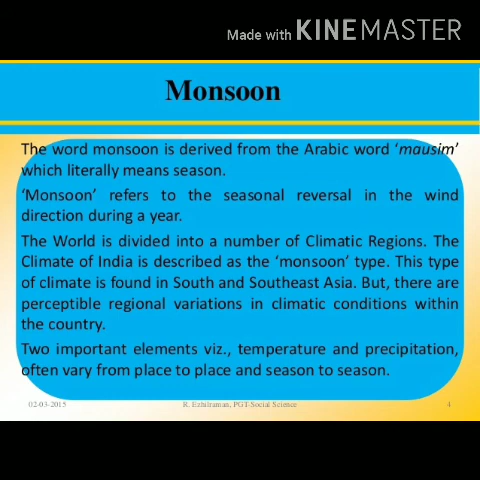 Made with KINEMASTER
Monsoon
The word monsoon is derived from the Arabic word ‘mausim’
which literally means season.
‘Monsoon’ refers to the seasonal reversal in the wind
direction during a year.
The World is divided into a number of Climatic Regions. The
Climate of India is described as the ‘monsoon’ type. This type
of climate is found in South and Southeast Asia. But, there are
perceptible regional variations in climatic conditions within
the country.
Two important elements viz., temperature and precipitation,
often vary from place to place and season to season.
02-03-2015 R. Ezhilraman, PGT-Social Science 4